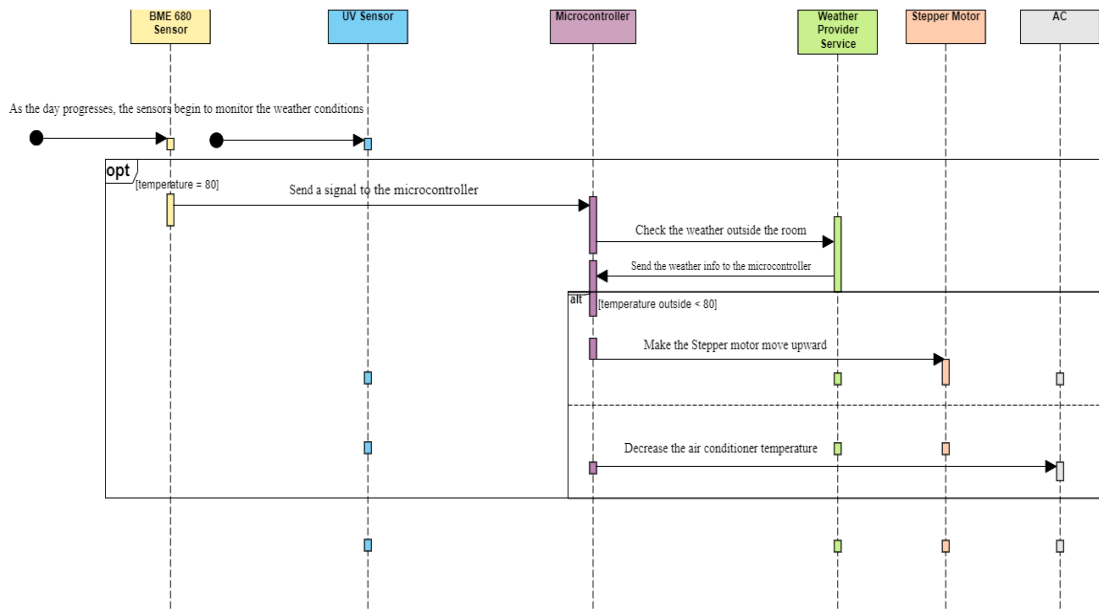 BME 680
Sensor
UV Sensor
Microcontroller
Weather
Provider
Service
Stepper Motor
AC
As the day progresses, the sensors begin to monitor the weather conditions
opt
[temperature = 80]
Send a signal to the microcontroller
Check the weather outside the room
Send the weather info to the microcontroller
alt
[temperature outside < 80]
Make the Stepper motor move upward
Decrease the air conditioner temperature